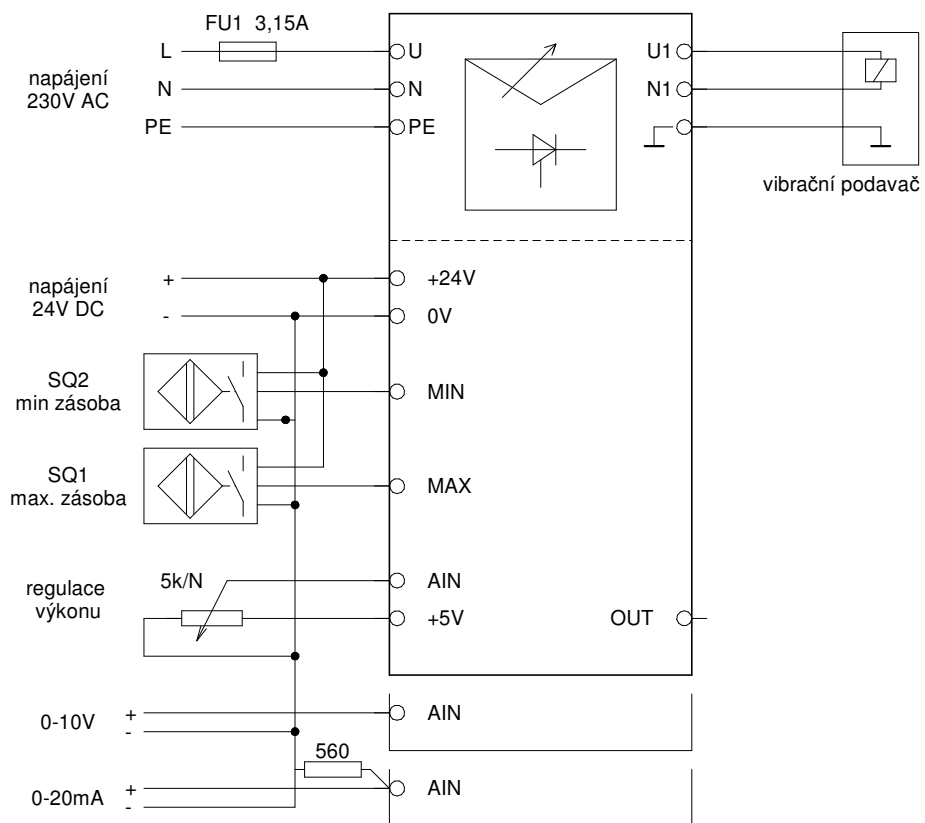 FU1 3,15A
L
U
U1
napájení
230V AC
N
N
N1
PE
PE
vibrační podavač
napájení
24V DC
+
+24V
-
0V
SQ2
min zásoba
MIN
SQ1
max. zásoba
MAX
regulace
výkonu
5k/N
AIN
+5V
OUT
0-10V
+
-
AIN
560
0-20mA
+
-
AIN